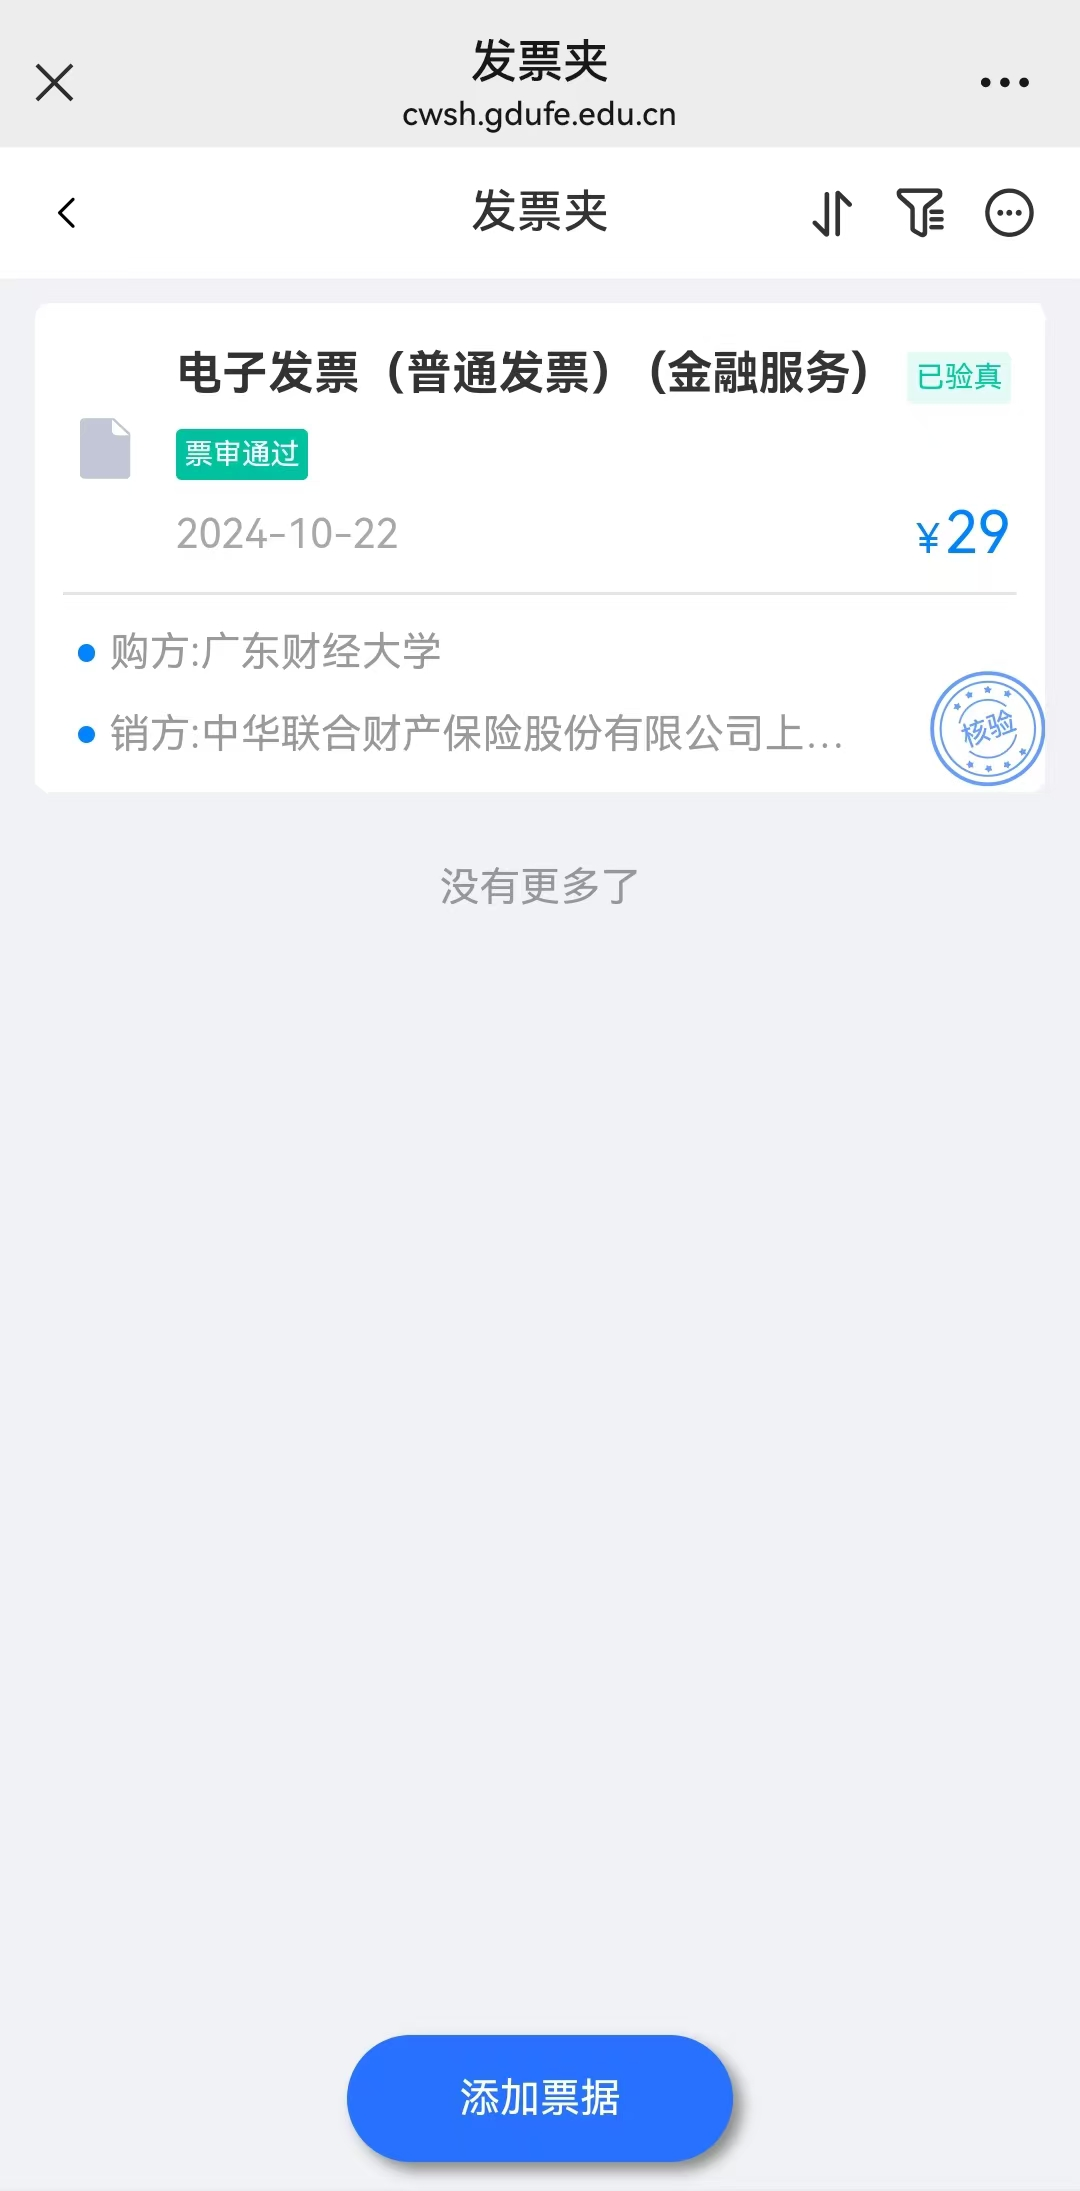 发票夹
cwsh.gdufe.edu.cn
发票夹
电子发票（普通发票）（金融服务）
已验真
票审通过
2024-10-22
¥29
购方:广东财经大学
销方:中华联合财产保险股份有限公司上...
核验
没有更多了
添加票据